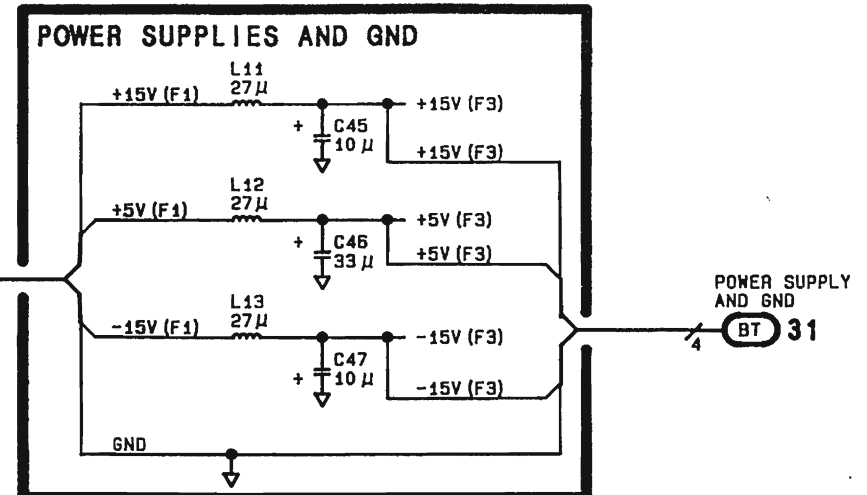 POWER SUPPLIES AND GND
L11
27μ
+15V (F1)
+15V (F3)
+ C45
10 μ
+15V (F3)
L12
27μ
+5V (F1)
+5V (F3)
+ C46
33 μ
+5V (F3)
L13
27μ
-15V (F1)
-15V (F3)
C47
+ 10 μ
-15V (F3)
GND
POWER SUPPLY
AND GND
4
BT 31